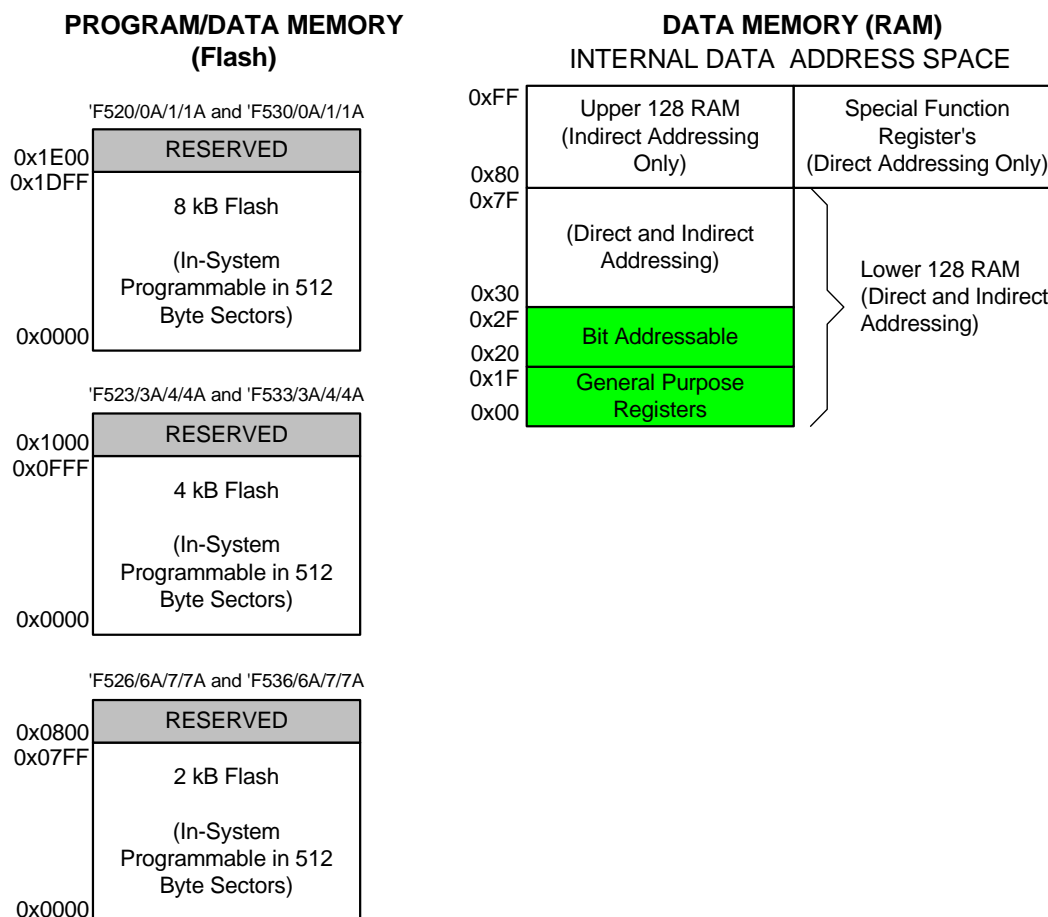 PROGRAM/DATA MEMORY
(Flash)
'F520/0A/1/1A and 'F530/0A/1/1A
RESERVED
0x1E00
0x1DFF
8 kB Flash
(In-System
Programmable in 512
Byte Sectors)
0x0000
'F523/3A/4/4A and 'F533/3A/4/4A
RESERVED
0x1000
0x0FFF
4 kB Flash
(In-System
Programmable in 512
Byte Sectors)
0x0000
'F526/6A/7/7A and 'F536/6A/7/7A
RESERVED
0x0800
0x07FF
2 kB Flash
(In-System
Programmable in 512
Byte Sectors)
0x0000
DATA MEMORY (RAM)
INTERNAL DATA ADDRESS SPACE
0xFF
Upper 128 RAM
(Indirect Addressing
Only)
0x80
Special Function
Register's
(Direct Addressing Only)
0x7F
(Direct and Indirect
Addressing)
0x30
0x2F
Bit Addressable
0x20
0x1F
General Purpose
Registers
0x00
Lower 128 RAM
(Direct and Indirect
Addressing)